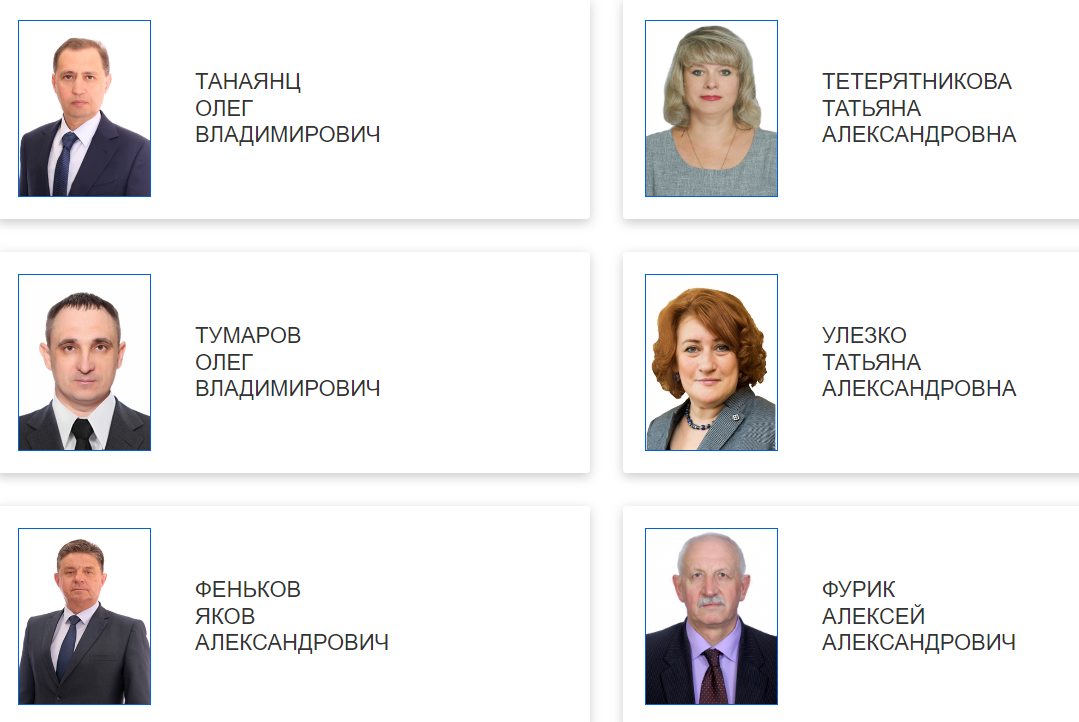 ТАНАЯНЦ
ОЛЕГ
ВЛАДИМИРОВИЧ
ТЕТЕРЯТНИКОВА
ТАТЬЯНА
АЛЕКСАНДРОВНА
ТУМАРОВ
ОЛЕГ
ВЛАДИМИРОВИЧ
УЛЕЗКО
ТАТЬЯНА
АЛЕКСАНДРОВНА
ФЕНЬКОВ
ЯКОВ
АЛЕКСАНДРОВИЧ
ФУРИК
АЛЕКСЕЙ
АЛЕКСАНДРОВИЧ